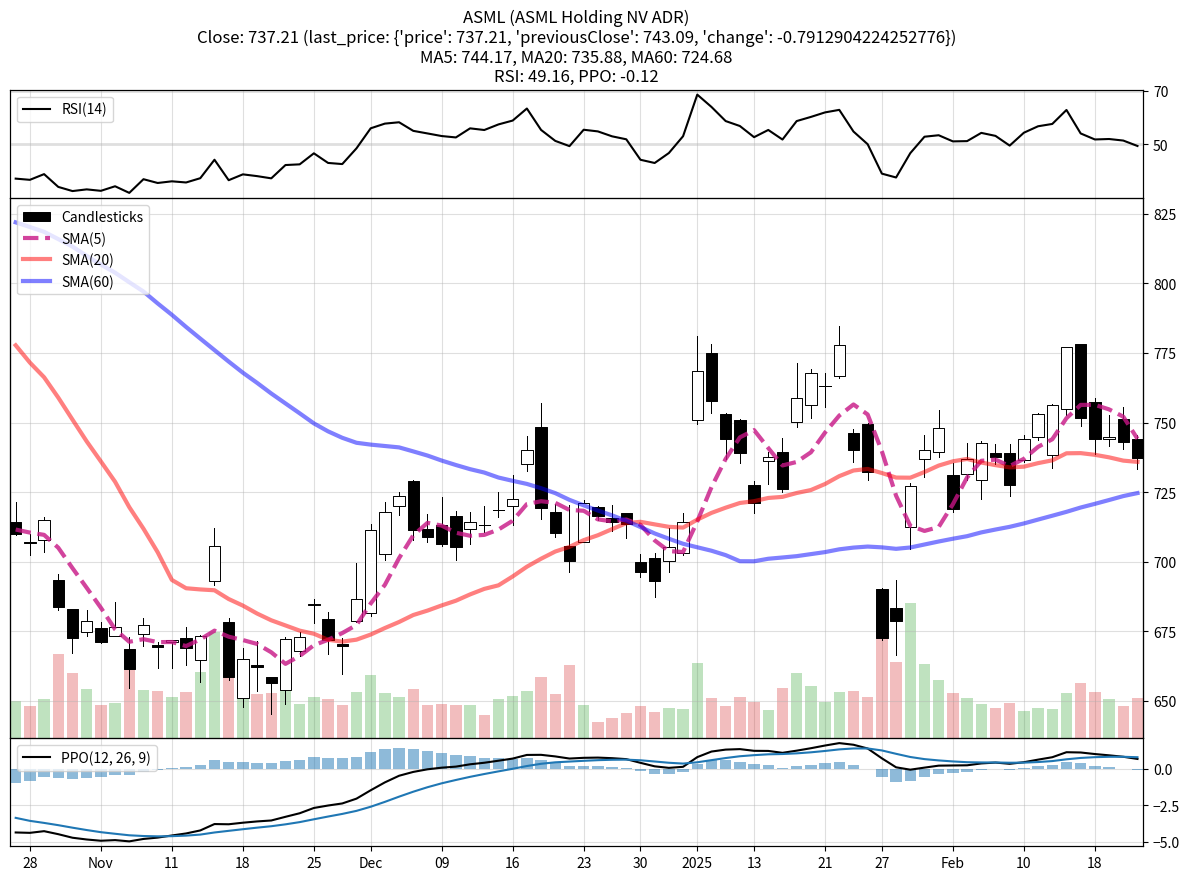 ASML (ASML Holding NV ADR)
Close: 737.21 (last_price: {'price': 737.21, 'previousClose': 743.09, 'change': -0.7912904224252776})
MA5: 744.17, MA20: 735.88, MA60: 724.68
RSI: 49.16, PPO: -0.12
RSI(14)
70
50
Candlesticks
SMA(5)
SMA(20)
SMA(60)
825
800
775
750
725
700
675
650
PPO(12, 26, 9)
0.0
−2.5
−5.0
28 Nov 11 18 25 Dec 09 16 23 30 2025 13 21 27 Feb 10 18